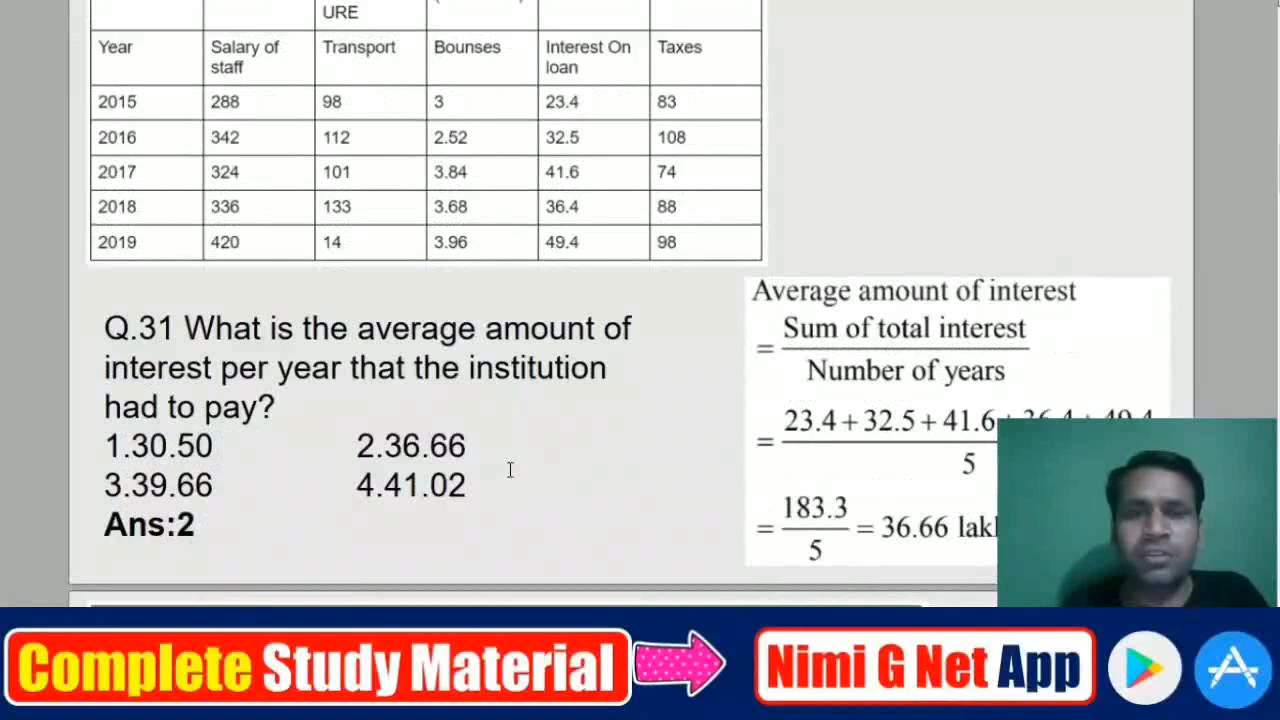 URE
Year Salary of staff Transport Bounses Interest On loan Taxes
2015 288 98 3 23.4 83
2016 342 112 2.52 32.5 108
2017 324 101 3.84 41.6 74
2018 336 133 3.68 36.4 88
2019 420 14 3.96 49.4 98
Q.31 What is the average amount of
interest per year that the institution
had to pay?
1.30.50 2.36.66
3.39.66 4.41.02
Ans:2
Average amount of interest
= Sum of total interest
Number of years
= 23.4 + 32.5 + 41.6 + 36.4 + 49.4
5
= 183.3
5
= 36.66
Complete Study Material
Nimi G Net App